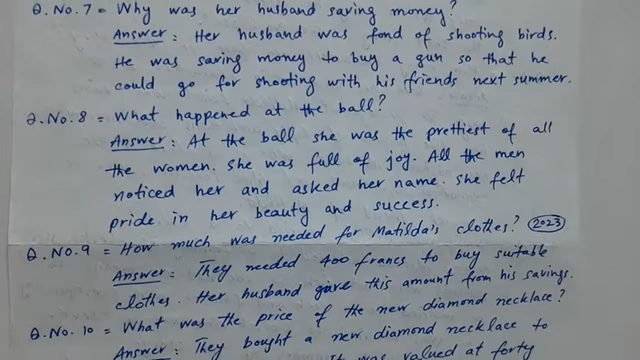 Q. No. 7 = Why was her husband saving money?
Answer : Her husband was fond of shooting birds.
He was saving money to buy a gun so that he
could go for shooting with his friends next summer.
Q. No. 8 = What happened at the ball?
Answer : At the ball she was the prettiest of all
the women. She was full of joy. All the men
noticed her and asked her name. She felt
pride in her beauty and success.
Q. No. 9 = How much was needed for Matilda's clothes? 2023
Answer : They needed 400 francs to buy suitable
clothes. Her husband gave this amount from his savings.
Q. No. 10 = What was the price of the new diamond necklace?
Answer : They bought a new diamond necklace to
was valued at forty